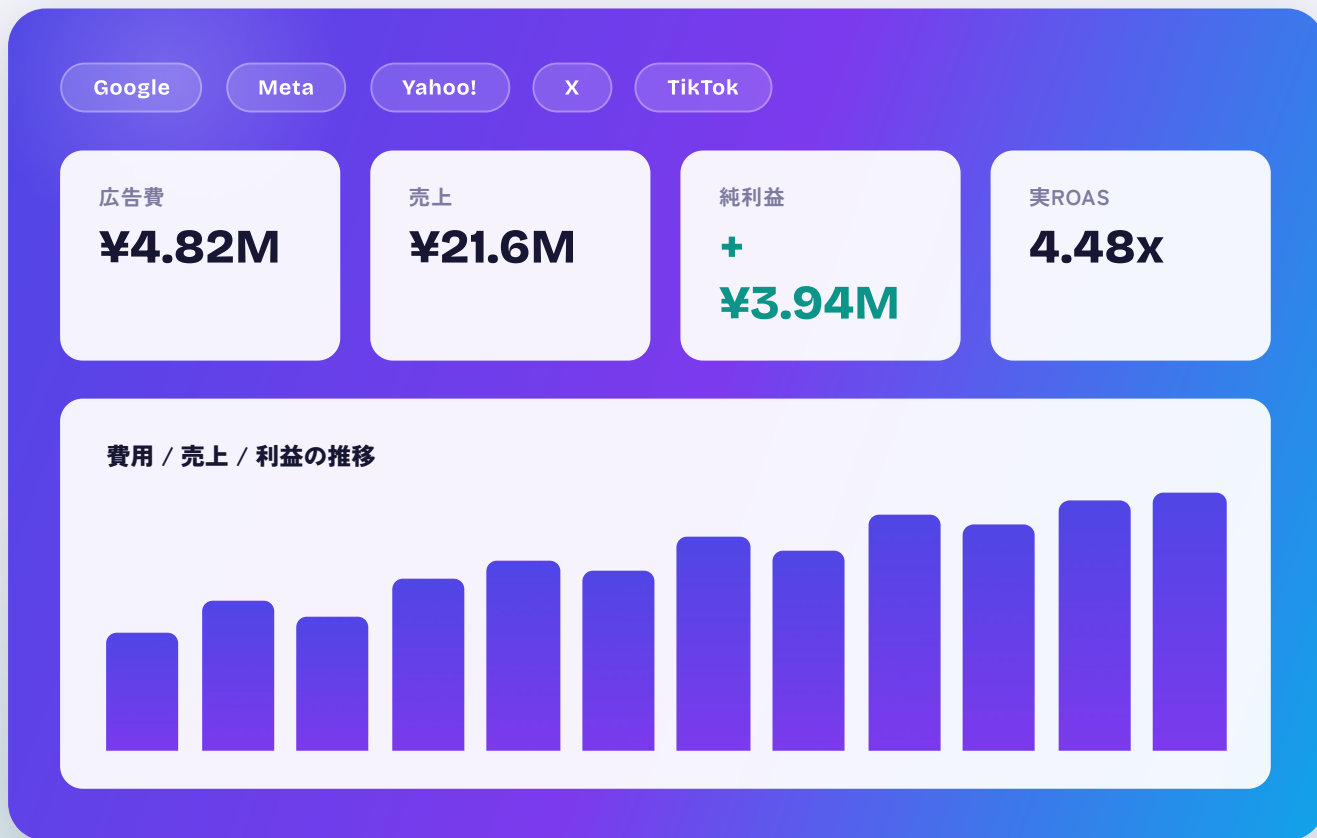 Google
Meta
Yahoo!
X
TikTok
広告費
¥4.82M
売上
¥21.6M
純利益
+
¥3.94M
実ROAS
4.48x
費用 / 売上 / 利益の推移